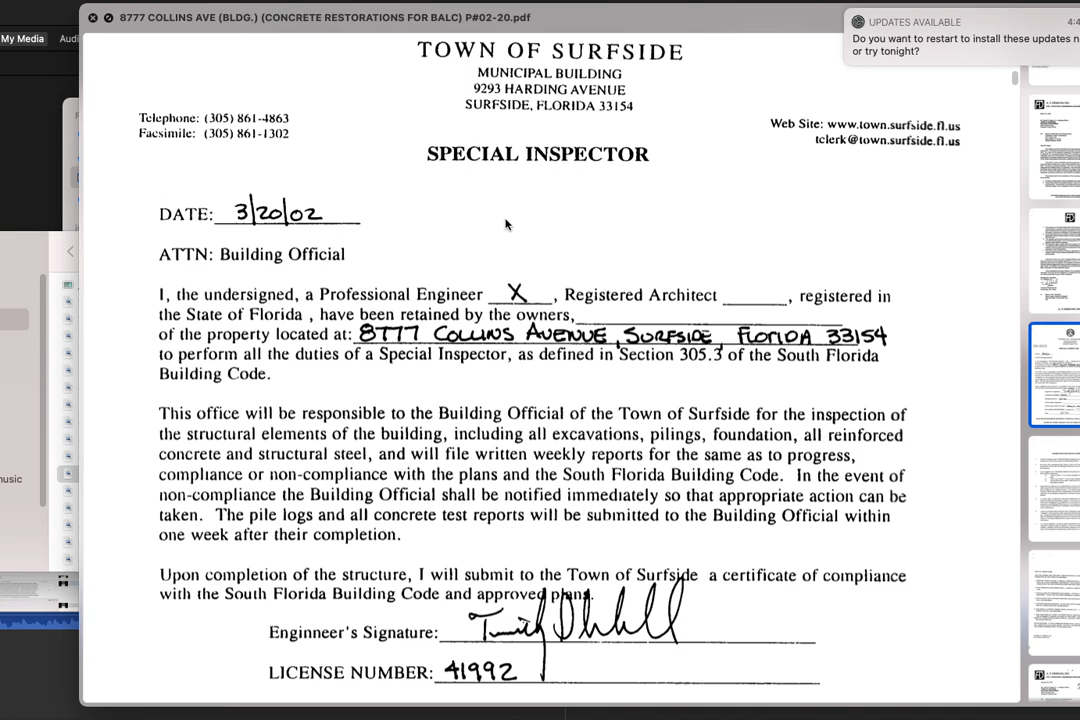 8777 COLLINS AVE (BLDG.) (CONCRETE RESTORATIONS FOR BALC) P#02-20.pdf
UPDATES AVAILABLE
4:4
Do you want to restart to install these updates n
or try tonight?
My Media
Audi
TOWN OF SURFSIDE
MUNICIPAL BUILDING
9293 HARDING AVENUE
SURFSIDE, FLORIDA 33154
Telephone: (305) 861-4863
Facsimile: (305) 861-1302
Web Site: www.town.surfside.fl.us
tclerk@town.surfside.fl.us
SPECIAL INSPECTOR
DATE: 3/20/02
ATTN: Building Official
I, the undersigned, a Professional Engineer X, Registered Architect ______, registered in
the State of Florida , have been retained by the owners,
of the property located at: 8777 COLLINS AVENUE, SURFSIDE, FLORIDA 33154
to perform all the duties of a Special Inspector, as defined in Section 305.3 of the South Florida
Building Code.
This office will be responsible to the Building Official of the Town of Surfside for the inspection of
the structural elements of the building, including all excavations, pilings, foundation, all reinforced
concrete and structural steel, and will file written weekly reports for the same as to progress,
compliance or non-compliance with the plans and the South Florida Building Code. In the event of
non-compliance the Building Official shall be notified immediately so that appropriate action can be
taken. The pile logs and all concrete test reports will be submitted to the Building Official within
one week after their completion.
Upon completion of the structure, I will submit to the Town of Surfside a certificate of compliance
with the South Florida Building Code and approved plans.
Enginneer's Signature:
LICENSE NUMBER: 41992
nusic